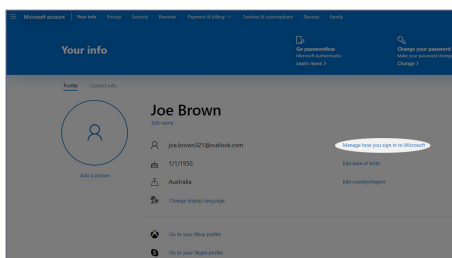 Microsoft account Your info Privacy Security Rewards Payment & billing Services & subscriptions Devices Family
Your info
Go passwordless
Microsoft Authenticator
Learn more >
Change your password
Make your password stronger
Change >
Profile Contact info
Joe Brown
Edit name
joe.brown321@outlook.com Manage how you sign in to Microsoft
1/1/1950 Edit date of birth
Add a picture
Australia Edit country/region
Change display language
Go to your Xbox profile
Go to your Skype profile